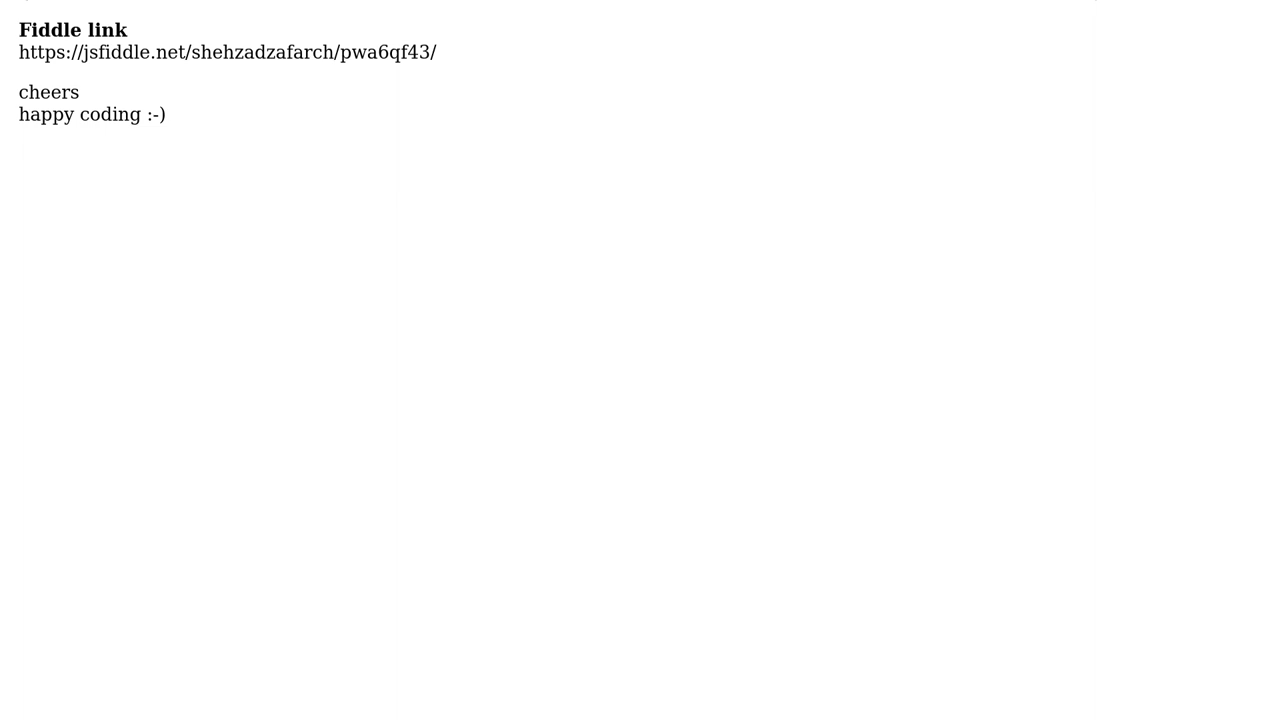 Fiddle link
https://jsfiddle.net/shehzadzafarch/pwa6qf43/
cheers
happy coding :-)